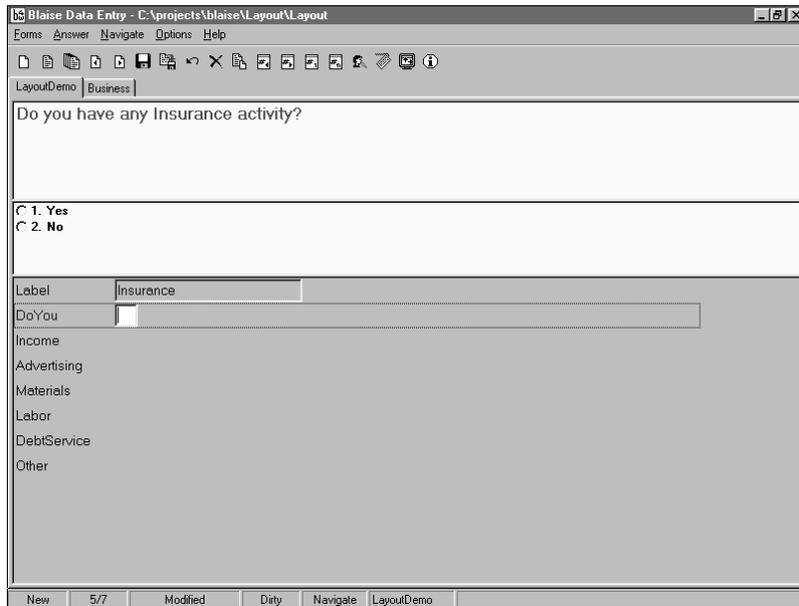 Blaise Data Entry - C:\projects\blaise\Layout\Layout
Forms Answer Navigate Options Help
LayoutDemo Business
Do you have any Insurance activity?
1. Yes
2. No
Label Insurance
DoYou
Income
Advertising
Materials
Labor
DebtService
Other
New 5/7 Modified Dirty Navigate LayoutDemo